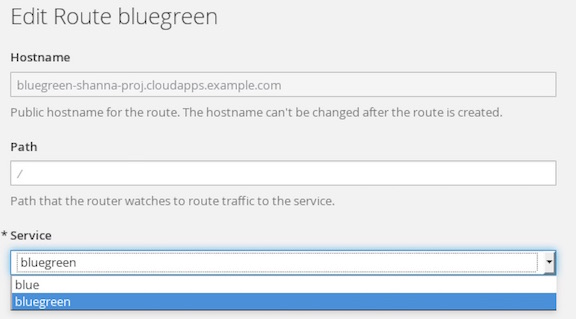 Edit Route bluegreen
Hostname
bluegreen-shanna-proj.cloudapps.example.com
Public hostname for the route. The hostname can't be changed after the route is created.
Path
/
Path that the router watches to route traffic to the service.
* Service
bluegreen
blue
bluegreen